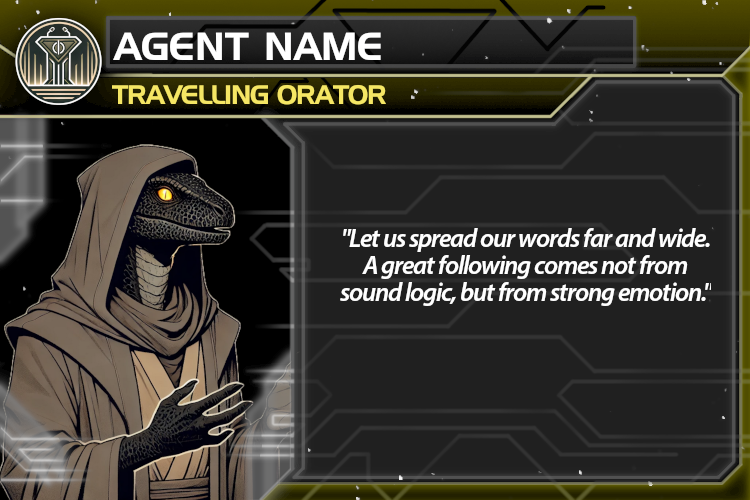 AGENT NAME
TRAVELLING ORATOR
"Let us spread our words far and wide.
A great following comes not from
sound logic, but from strong emotion."